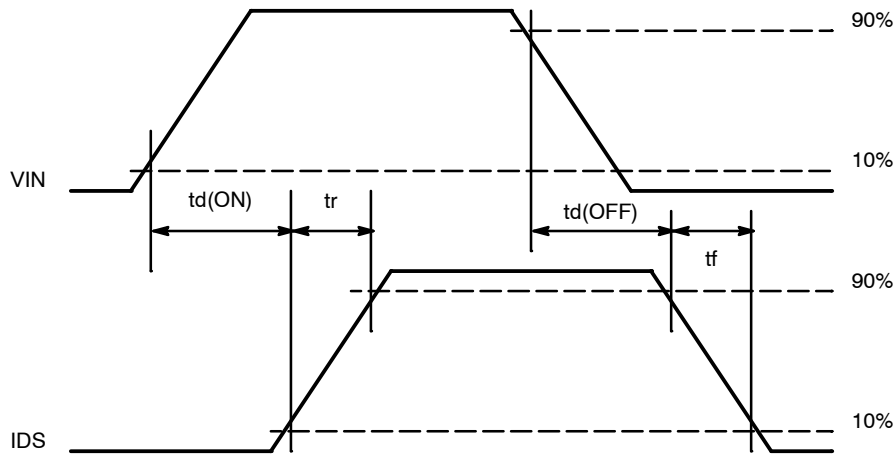 90%
10%
VIN
td(ON)
tr
td(OFF)
tf
90%
10%
IDS